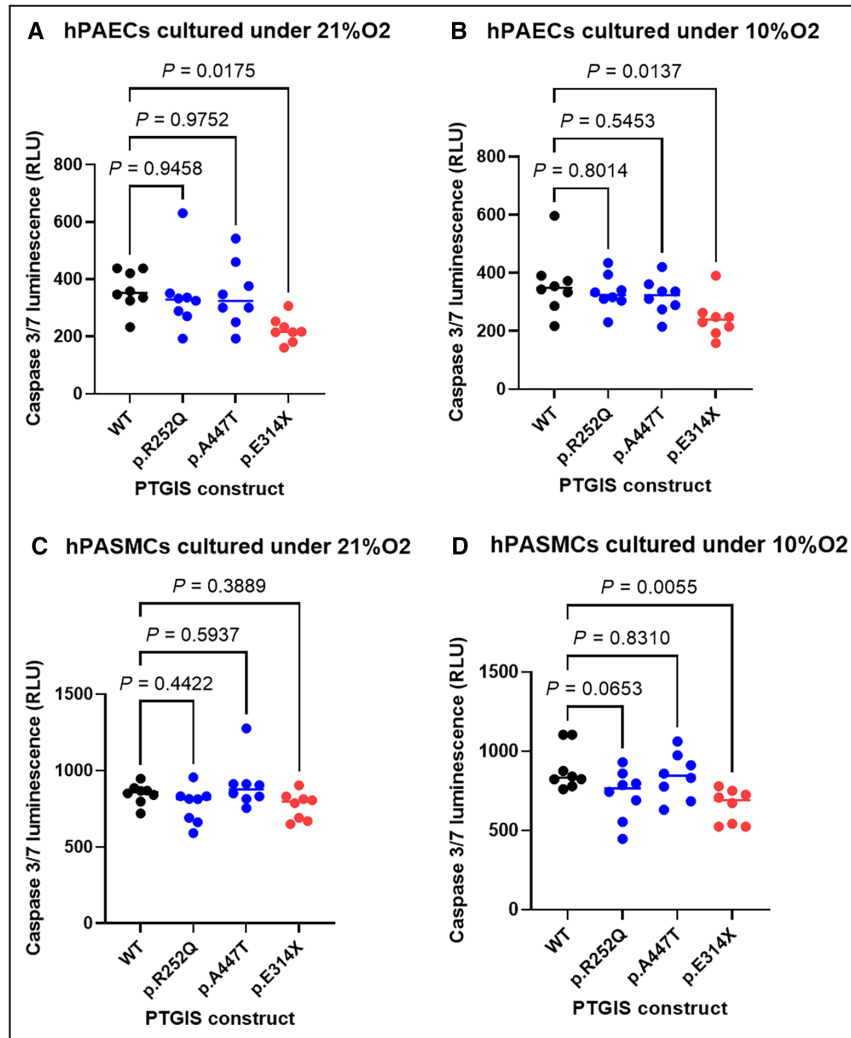 A hPAECs cultured under 21%O2
P = 0.0175
P = 0.9752
P = 0.9458
Caspase 3/7 luminescence (RLU)
800
600
400
200
0
WT
p.R252Q
p.A447T
p.E314X
PTGIS construct
B hPAECs cultured under 10%O2
P = 0.0137
P = 0.5453
P = 0.8014
Caspase 3/7 luminescence (RLU)
800
600
400
200
0
WT
p.R252Q
p.A447T
p.E314X
PTGIS construct
C hPASMCs cultured under 21%O2
P = 0.3889
P = 0.5937
P = 0.4422
Caspase 3/7 luminescence (RLU)
1500
1000
500
0
WT
p.R252Q
p.A447T
p.E314X
PTGIS construct
D hPASMCs cultured under 10%O2
P = 0.0055
P = 0.8310
P = 0.0653
Caspase 3/7 luminescence (RLU)
1500
1000
500
0
WT
p.R252Q
p.A447T
p.E314X
PTGIS construct